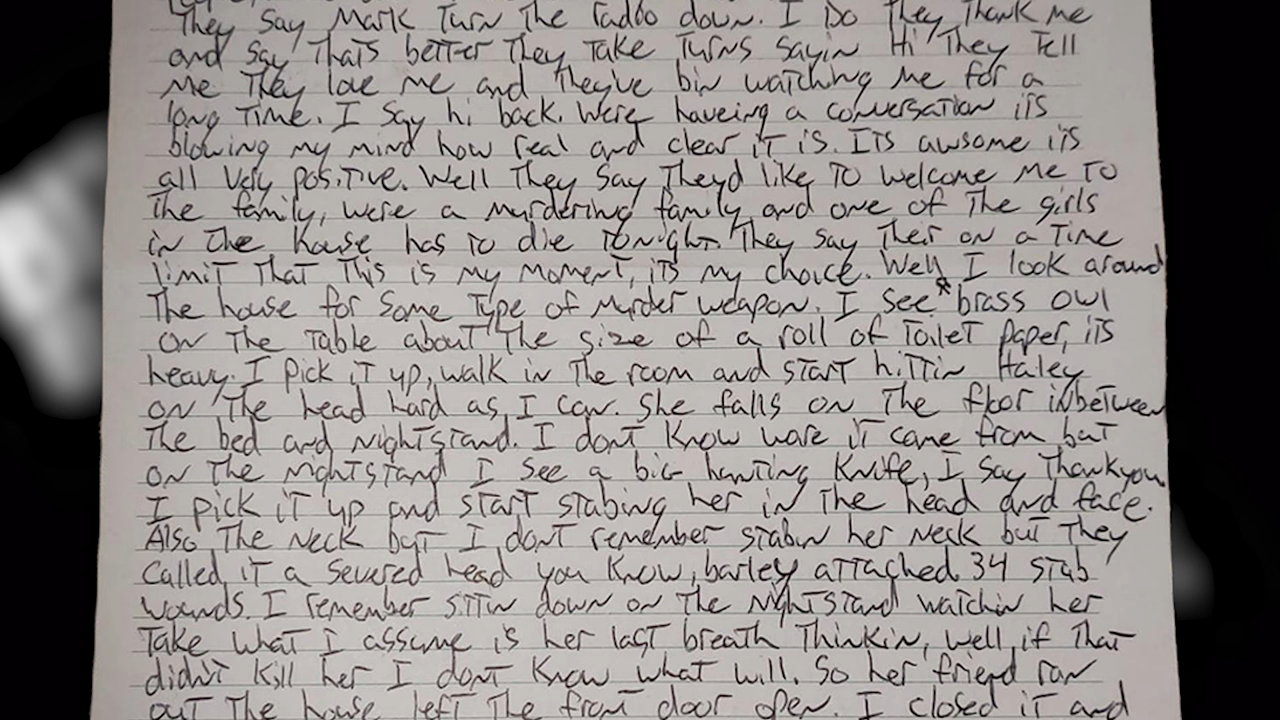 They say Mark Turn The radio down. I Do They Thank me
and say Thats better They Take Turns sayin Hi They Tell
me They love me and Theyve bin watching me for a
long Time. I say hi back. Were haveing a conversation its
blowing my mind how real and clear it is. ITs awsome its
all very positive. Well They say Theyd like To welcome me To
The family, were a murdering family and one of The girls
in The house has To die Tonight They say Their on a Time
limit That This is my moment, its my choice. Well I look around
The house for some Type of Murder weapon. I see brass owl
on The Table about The size of a roll of ToileT paper, its
heavy. I pick iT up, walk in The room and start hittin Haley
on The head hard as I can. She falls on The floor inbetween
The bed and nightstand. I dont know ware it came from but
on The nightstand I see a big hunting Knife, I say Thankyou
I pick iT up and start stabing her in The head and face.
Also The neck but I dont remember stabin her neck but They
called it a severed head you know, barley attached. 34 stab
wounds. I remember sittin down on The nightstand watchin her
Take what I assume is her last breath Thinkin, well if That
didn't kill her I dont know what will. So her friend ran
out The house left The front door open. I closed iT and